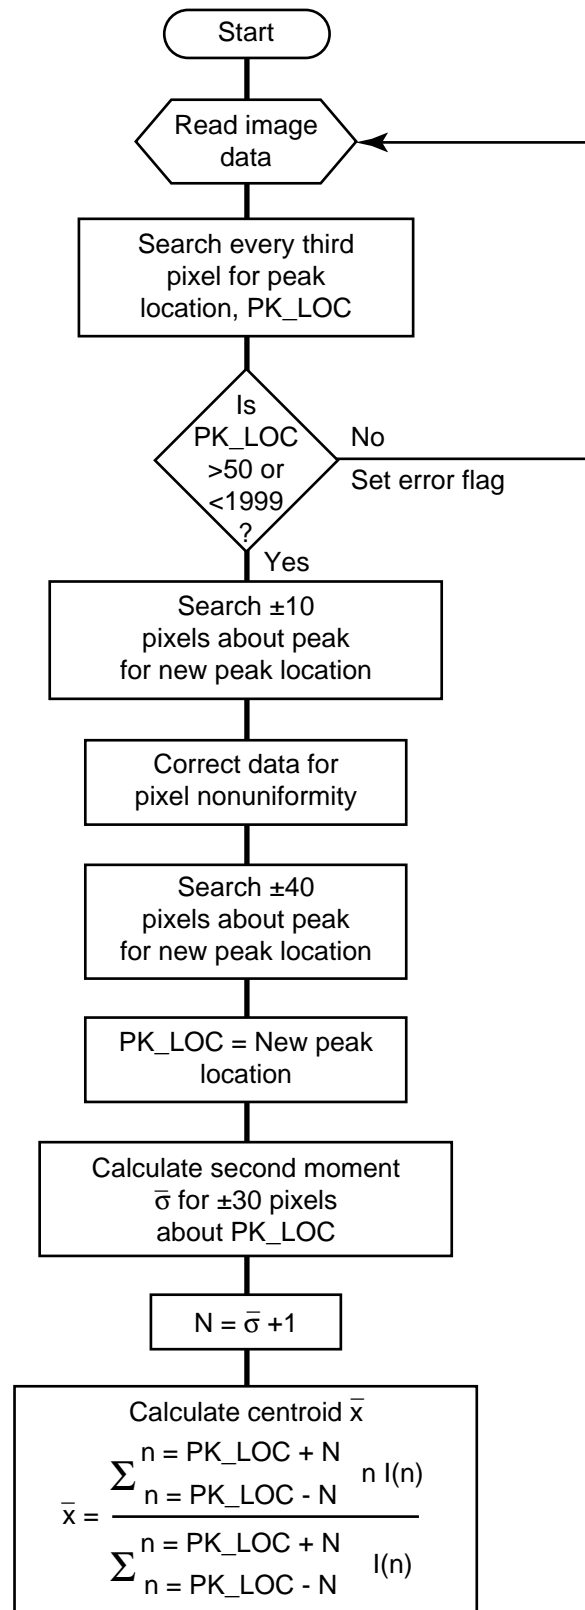 Start
Read image
data
Search every third
pixel for peak
location, PK_LOC
Is
PK_LOC
>50 or
<1999
?
No
Set error flag
Yes
Search ±10
pixels about peak
for new peak location
Correct data for
pixel nonuniformity
Search ±40
pixels about peak
for new peak location
PK_LOC = New peak
location
Calculate second moment
σ̅ for ±30 pixels
about PK_LOC
N = σ̅ +1
Calculate centroid x̅
n = PK_LOC + N
∑ n I(n)
n = PK_LOC - N
x̅ =
n = PK_LOC + N
∑ I(n)
n = PK_LOC - N